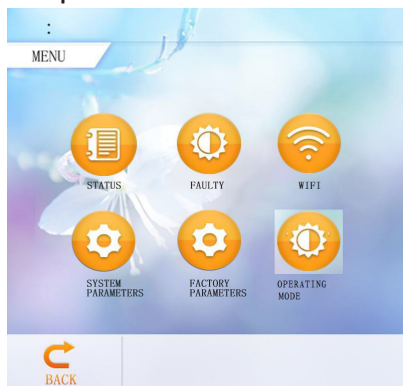 :
MENU
STATUS
FAULTY
WIFI
SYSTEM
PARAMETERS
FACTORY
PARAMETERS
OPERATING
MODE
BACK